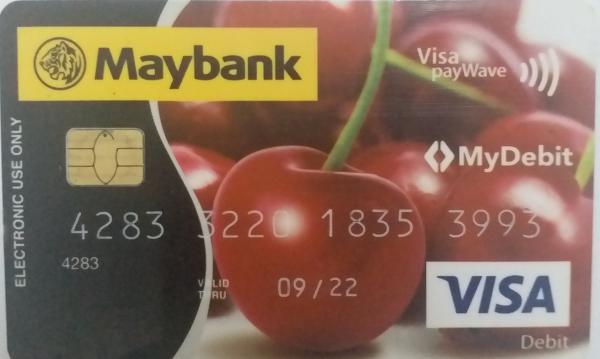 Maybank
Visa
payWave
ELECTRONIC USE ONLY
MyDebit
4283 3220 1835 3993
4283
VALID
THRU
09/22
VISA
Debit